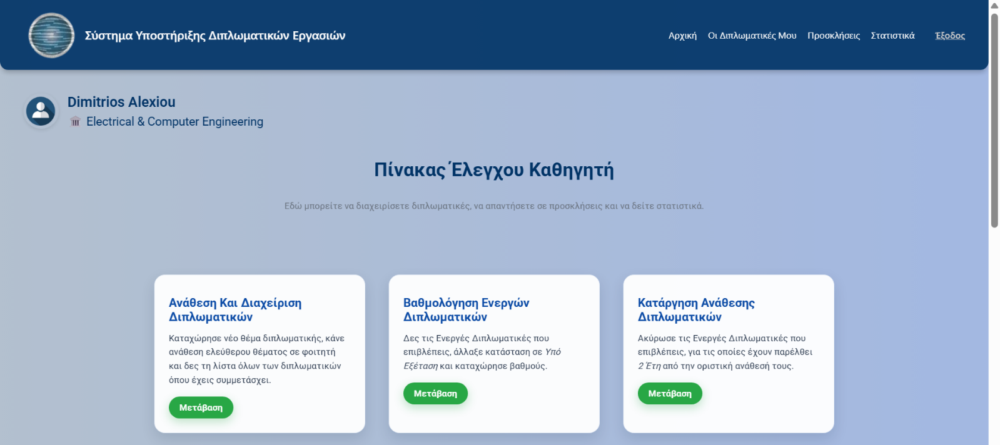 Σύστημα Υποστήριξης Διπλωματικών Εργασιών
Αρχική Οι Διπλωματικές Μου Προσκλήσεις Στατιστικά Έξοδος
Dimitrios Alexiou
Electrical & Computer Engineering
Πίνακας Έλεγχου Καθηγητή
Εδώ μπορείτε να διαχειρίσετε διπλωματικές, να απαντήσετε σε προσκλήσεις και να δείτε στατιστικά.
Ανάθεση Και Διαχείριση
Διπλωματικών
Καταχώρησε νέο θέμα διπλωματικής, κάνε
ανάθεση ελεύθερου θέματος σε φοιτητή
και δες τη λίστα όλων των διπλωματικών
όπου έχεις συμμετάσχει.
Μετάβαση
Βαθμολόγηση Ενεργών
Διπλωματικών
Δες τις Ενεργές Διπλωματικές που
επιβλέπεις, άλλαξε κατάσταση σε Υπό
Εξέταση και καταχώρησε βαθμούς.
Μετάβαση
Κατάργηση Ανάθεσης
Διπλωματικών
Ακύρωσε τις Ενεργές Διπλωματικές που
επιβλέπεις, για τις οποίες έχουν παρέλθει
2 Έτη από την οριστική ανάθεσή τους.
Μετάβαση